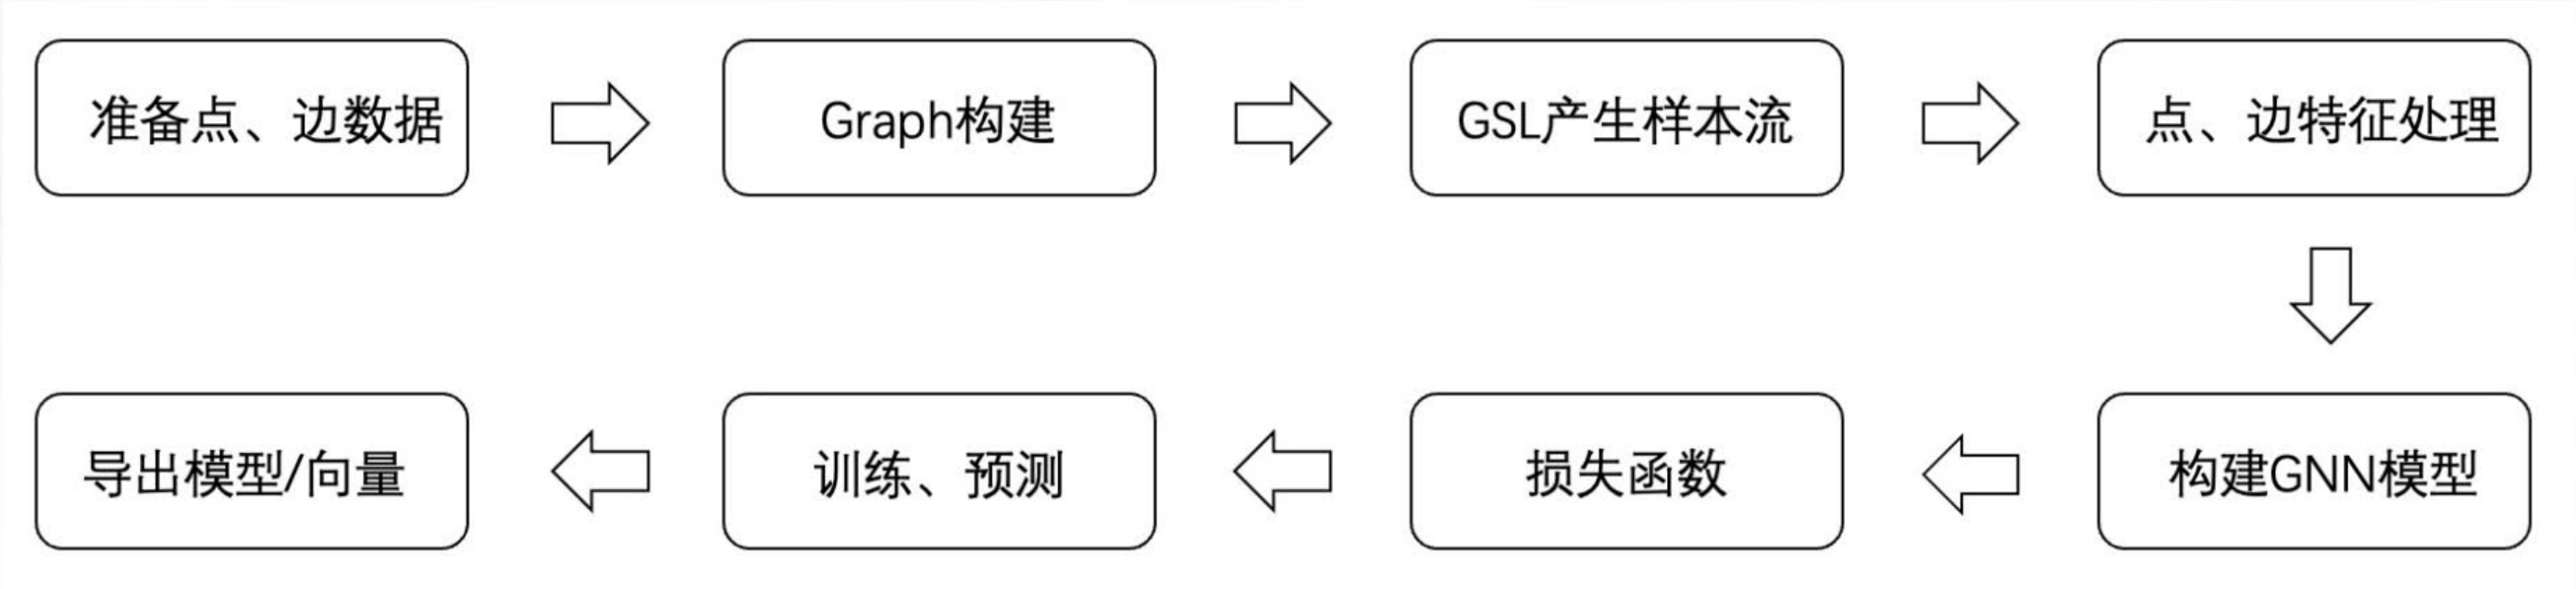 准备点、边数据
Graph构建
GSL产生样本流
点、边特征处理
构建GNN模型
损失函数
训练、预测
导出模型/向量